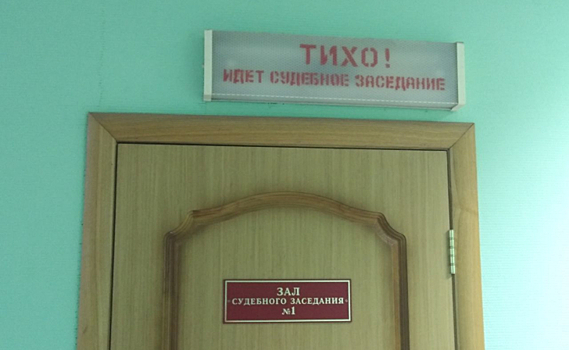 ТИХО!
ИДЕТ СУДЕБНОЕ ЗАСЕДАНИЕ
ЗАЛ
СУДЕБНОГО ЗАСЕДАНИЯ
№1